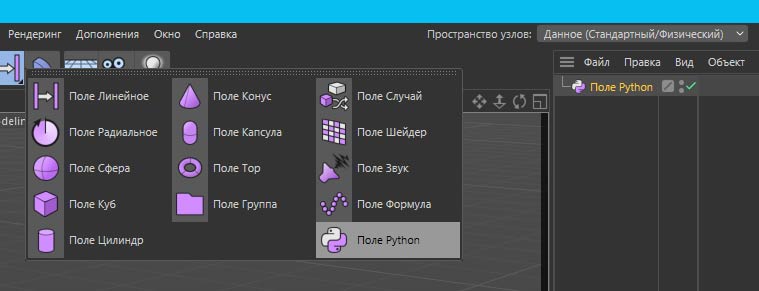 Рендеринг Дополнения Окно Справка Пространство узлов: Данное (Стандартный/Физический)
Файл Правка Вид Объект
Поле Python
Поле Линейное Поле Конус Поле Случай
Поле Радиальное Поле Капсула Поле Шейдер
Поле Сфера Поле Тор Поле Звук
Поле Куб Поле Группа Поле Формула
Поле Цилиндр Поле Python